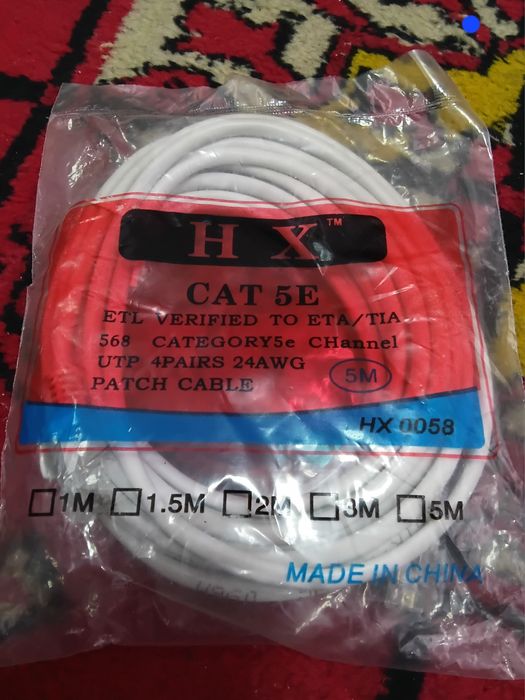 H X ™
CAT 5E
ETL VERIFIED TO ETA/TIA
568 CATEGORY5e CHannel
UTP 4PAIRS 24AWG
PATCH CABLE 5M
HX 0058
1M 1.5M 2M 3M 5M
MADE IN CHINA